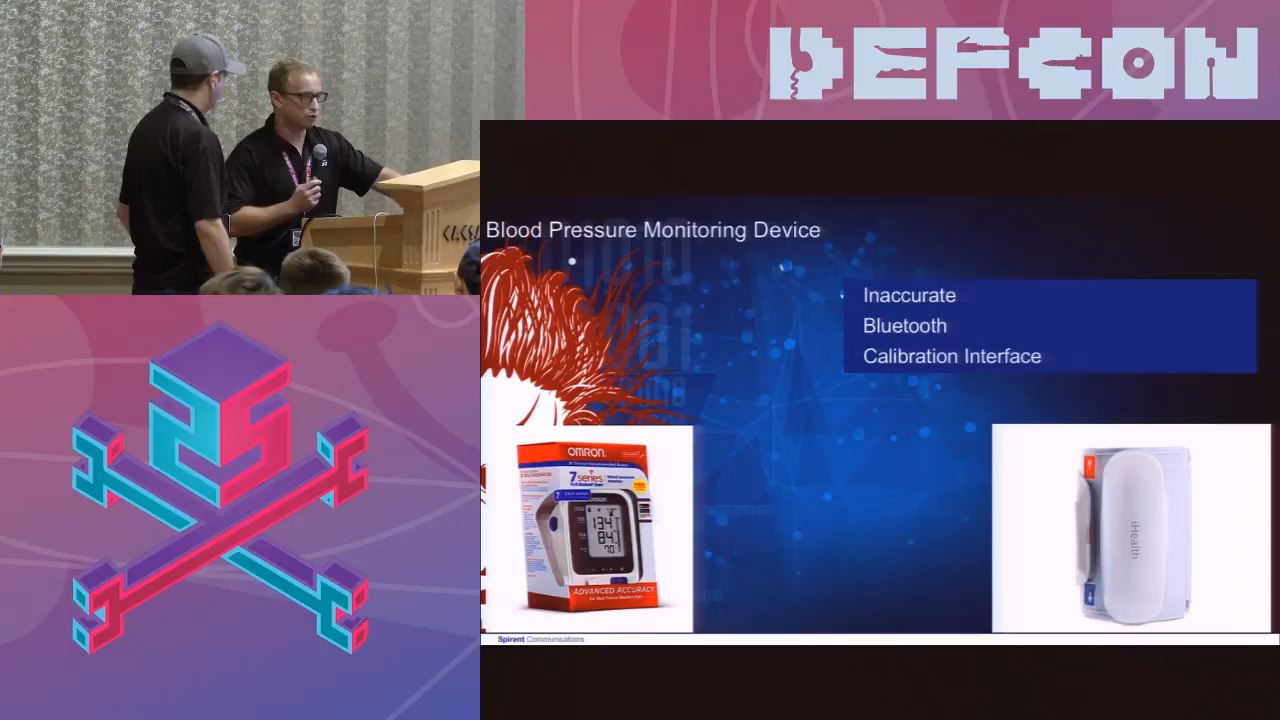 DEFCON
Blood Pressure Monitoring Device
Inaccurate
Bluetooth
Calibration Interface
OMRON
7 series
OMRON
134
84
70
ADVANCED ACCURACY
iHealth
Spirent Communications